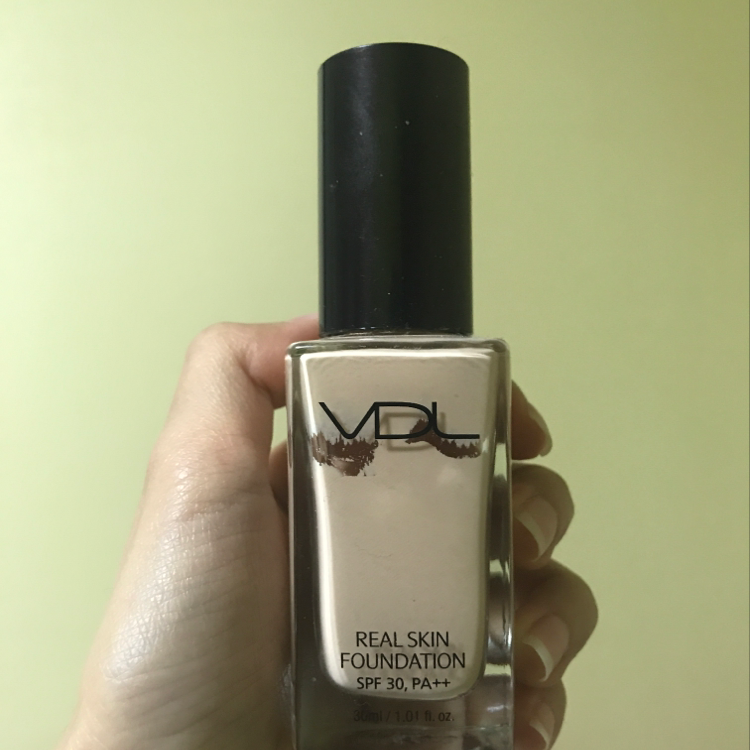 VDL
REAL SKIN
FOUNDATION
SPF 30, PA++
30ml / 1.01 fl. oz.